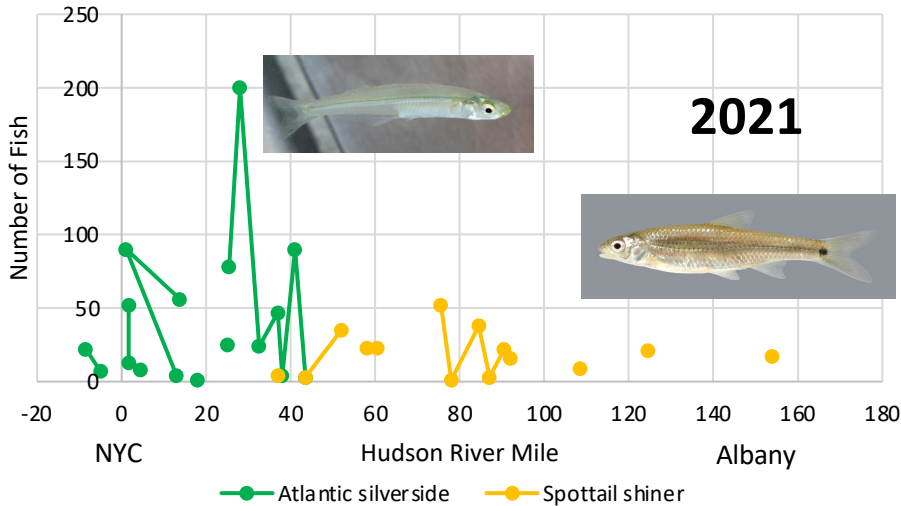 250
200
150
100
50
0
Number of Fish
2021
-20 0 20 40 60 80 100 120 140 160 180
NYC Hudson River Mile Albany
Atlantic silverside Spottail shiner